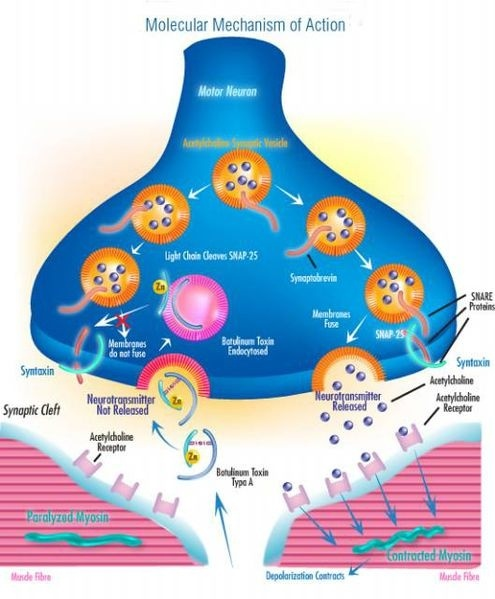 Molecular Mechanism of Action
Motor Neuron
Acetylcholine Synaptic Vesicle
Light Chain Cleaves SNAP-25
Synaptobrevin
Zn
SNARE
Proteins
Membranes
Fuse
SNAP-25
Membranes
do not fuse
Botulinum Toxin
Endocytosed
Syntaxin
Syntaxin
Neurotransmitter
Not Released
Zn
Neurotransmitter
Released
Acetylcholine
Acetylcholine
Receptor
Synaptic Cleft
Acetylcholine
Receptor
Zn
Botulinum Toxin
Type A
Paralyzed Myosin
Contracted Myosin
Muscle Fibre
Depolarization Contracts
Muscle Fibre